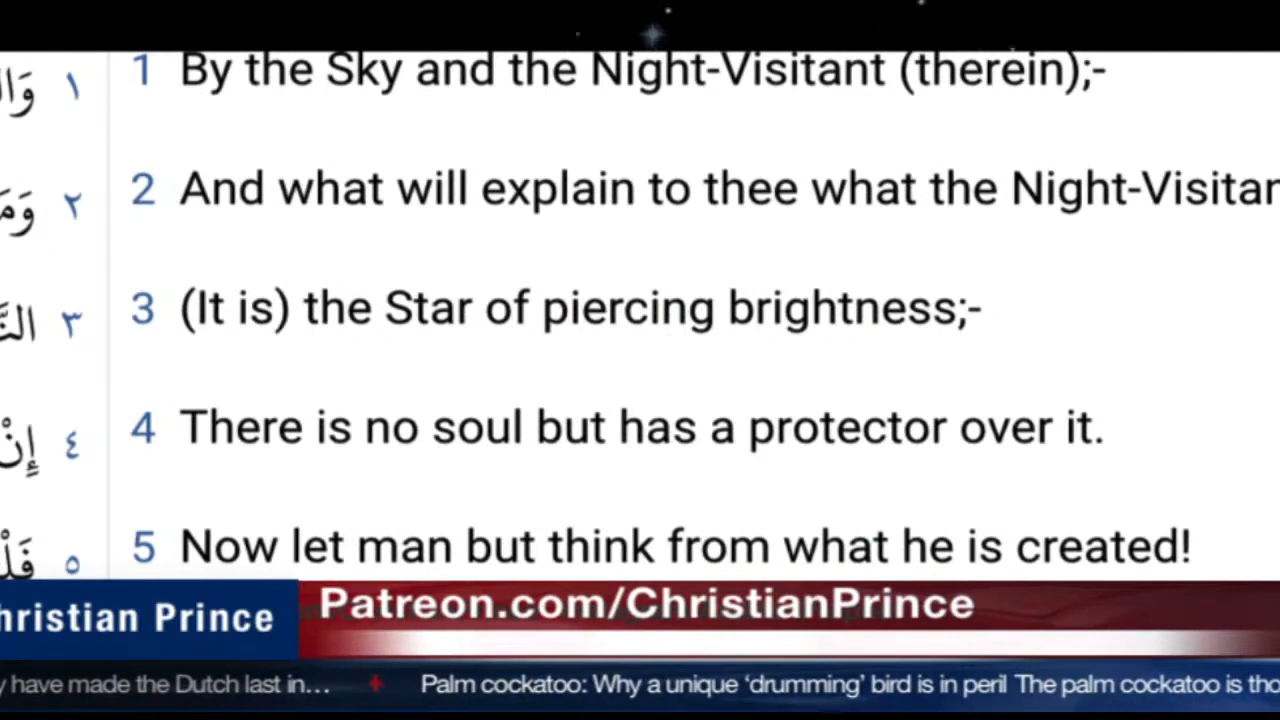 وَال ١ 1 By the Sky and the Night-Visitant (therein);-
وَمَ ٢ 2 And what will explain to thee what the Night-Visitan
النَّ ٣ 3 (It is) the Star of piercing brightness;-
إِنْ ٤ 4 There is no soul but has a protector over it.
فَلْ ٥ 5 Now let man but think from what he is created!
hristian Prince Patreon.com/ChristianPrince
y have made the Dutch last in... Palm cockatoo: Why a unique ‘drumming’ bird is in peril The palm cockatoo is tho